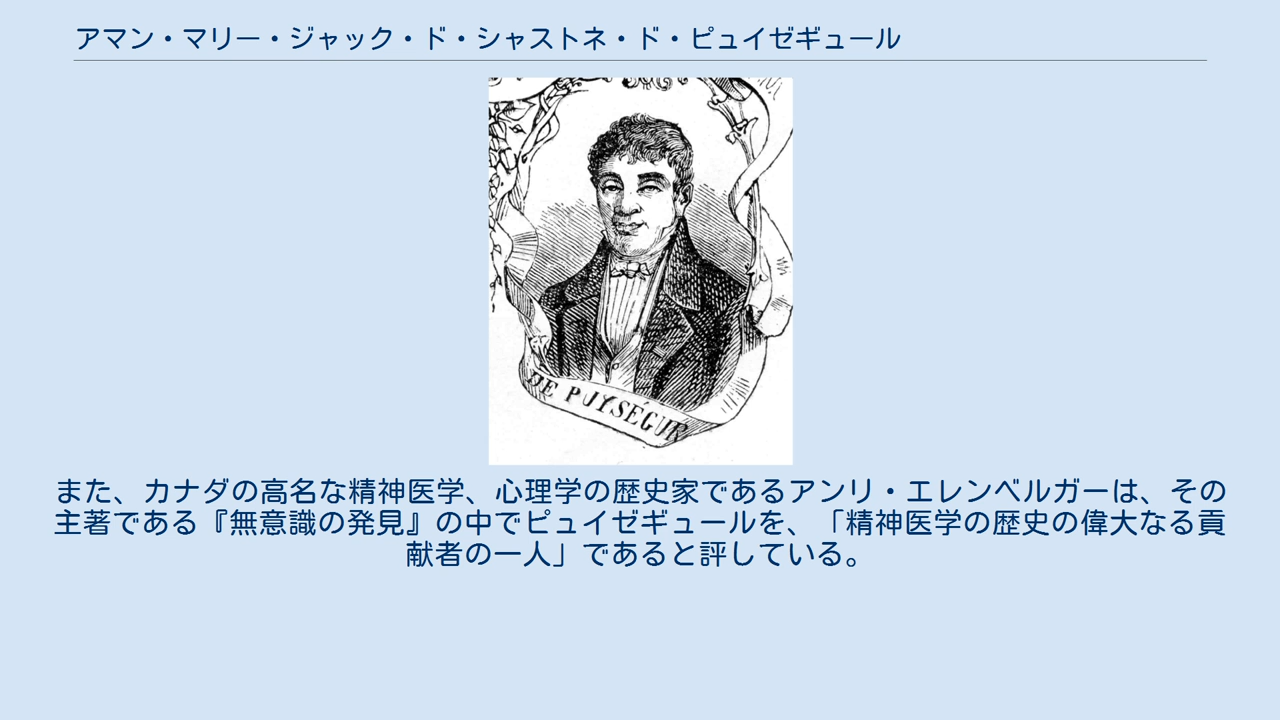 アマン・マリー・ジャック・ド・シャストネ・ド・ピュイゼギュール
DE PUYSÉGUR
また、カナダの高名な精神医学、心理学の歴史家であるアンリ・エレンベルガーは、その
主著である『無意識の発見』の中でピュイゼギュールを、「精神医学の歴史の偉大なる貢
献者の一人」であると評している。